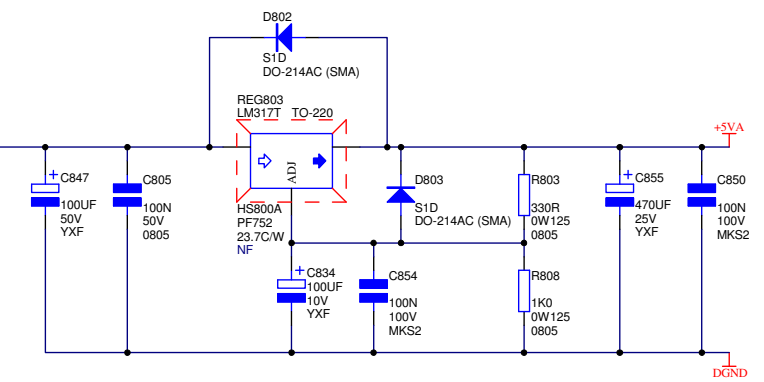 D802
S1D
DO-214AC (SMA)
REG803
LM317T TO-220
ADJ
HS800A
PF752
23.7C/W
NF
+
C847
100UF
50V
YXF
C805
100N
50V
0805
D803
S1D
DO-214AC (SMA)
R803
330R
0W125
0805
+
C855
470UF
25V
YXF
+5VA
C850
100N
100V
MKS2
+
C834
100UF
10V
YXF
C854
100N
100V
MKS2
R808
1K0
0W125
0805
DGND